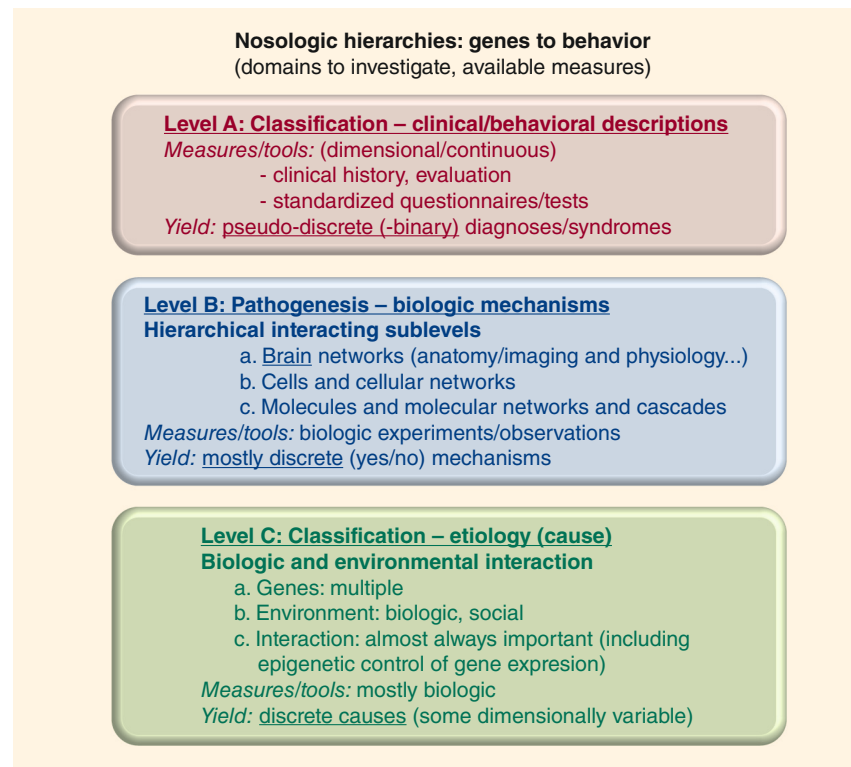 Nosologic hierarchies: genes to behavior
(domains to investigate, available measures)
Level A: Classification – clinical/behavioral descriptions
Measures/tools: (dimensional/continuous)
- clinical history, evaluation
- standardized questionnaires/tests
Yield: pseudo-discrete (-binary) diagnoses/syndromes
Level B: Pathogenesis – biologic mechanisms
Hierarchical interacting sublevels
a. Brain networks (anatomy/imaging and physiology...)
b. Cells and cellular networks
c. Molecules and molecular networks and cascades
Measures/tools: biologic experiments/observations
Yield: mostly discrete (yes/no) mechanisms
Level C: Classification – etiology (cause)
Biologic and environmental interaction
a. Genes: multiple
b. Environment: biologic, social
c. Interaction: almost always important (including
epigenetic control of gene expresion)
Measures/tools: mostly biologic
Yield: discrete causes (some dimensionally variable)